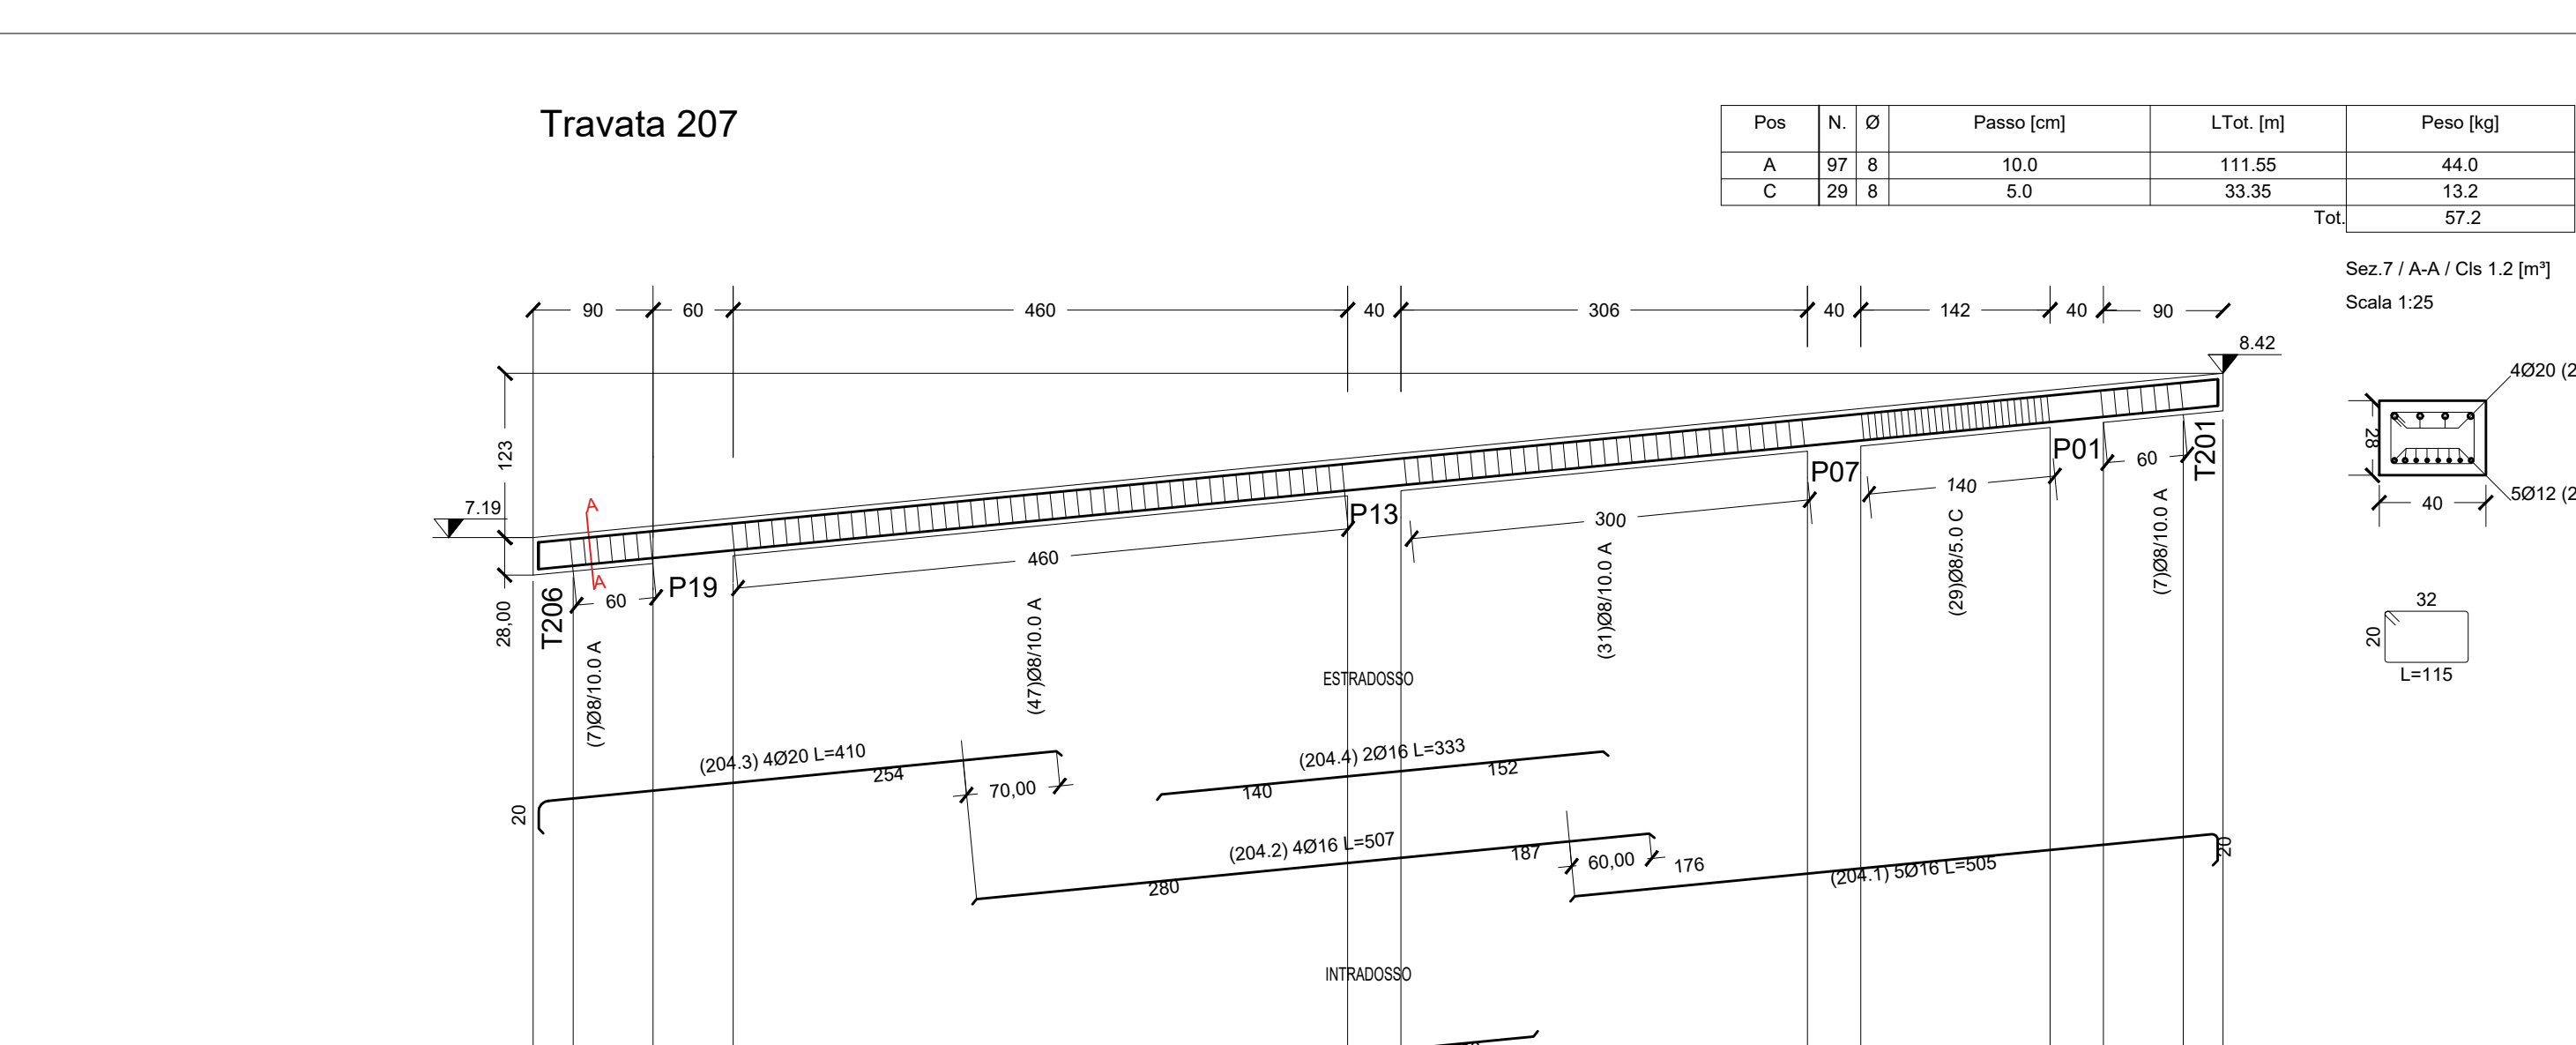 Travata 207
Pos N. Ø Passo [cm] LTot. [m] Peso [kg]
A 97 8 10.0 111.55 44.0
C 29 8 5.0 33.35 13.2
Tot. 57.2
Sez.7 / A-A / Cls 1.2 [m³]
Scala 1:25
90 60 460 40 306 40 142 40 90
8.42
4Ø20 (2
28
5Ø12 (2
40
123
7.19
28,00
A
A
T206
60
P19
460
P13
300
P07
140
P01
60
T201
(7)Ø8/10.0 A
(47)Ø8/10.0 A
(31)Ø8/10.0 A
(29)Ø8/5.0 C
(7)Ø8/10.0 A
32
20
L=115
ESTRADOSSO
(204.3) 4Ø20 L=410
254
20
70,00
(204.4) 2Ø16 L=333
140
152
(204.2) 4Ø16 L=507
280
187
60,00
176
(204.1) 5Ø16 L=505
20
INTRADOSSO